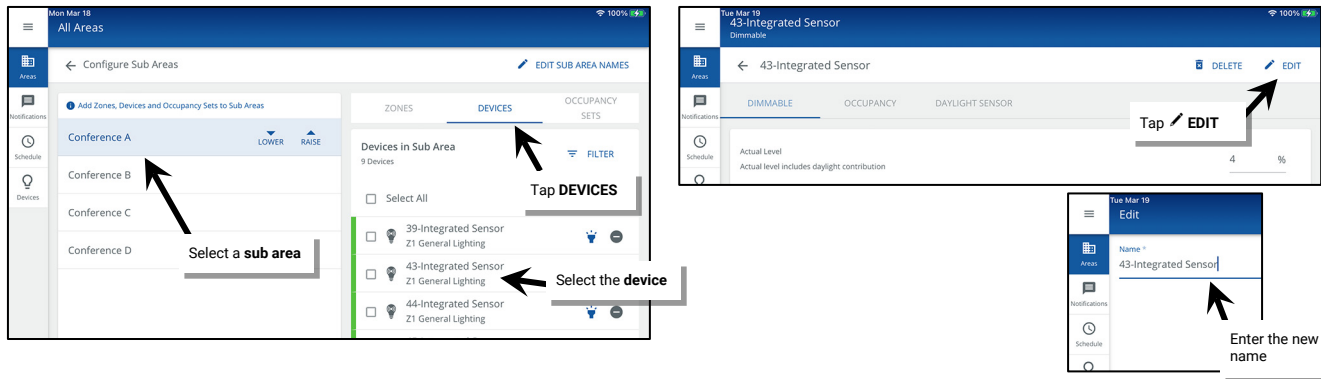 Mon Mar 18
100%
All Areas
Areas
Notifications
Schedule
Devices
Configure Sub Areas
EDIT SUB AREA NAMES
Add Zones, Devices and Occupancy Sets to Sub Areas
Conference A
LOWER
RAISE
Conference B
Conference C
Conference D
Select a sub area
ZONES
DEVICES
OCCUPANCY
SETS
Devices in Sub Area
9 Devices
FILTER
Tap DEVICES
Select All
39-Integrated Sensor
Z1 General Lighting
43-Integrated Sensor
Z1 General Lighting
Select the device
44-Integrated Sensor
Z1 General Lighting
Tue Mar 19
100%
43-Integrated Sensor
Dimmable
Areas
Notifications
Schedule
43-Integrated Sensor
DELETE
EDIT
DIMMABLE
OCCUPANCY
DAYLIGHT SENSOR
Tap EDIT
Actual Level
Actual level includes daylight contribution
4 %
Tue Mar 19
Edit
Areas
Notifications
Schedule
Name *
43-Integrated Sensor
Enter the new
name